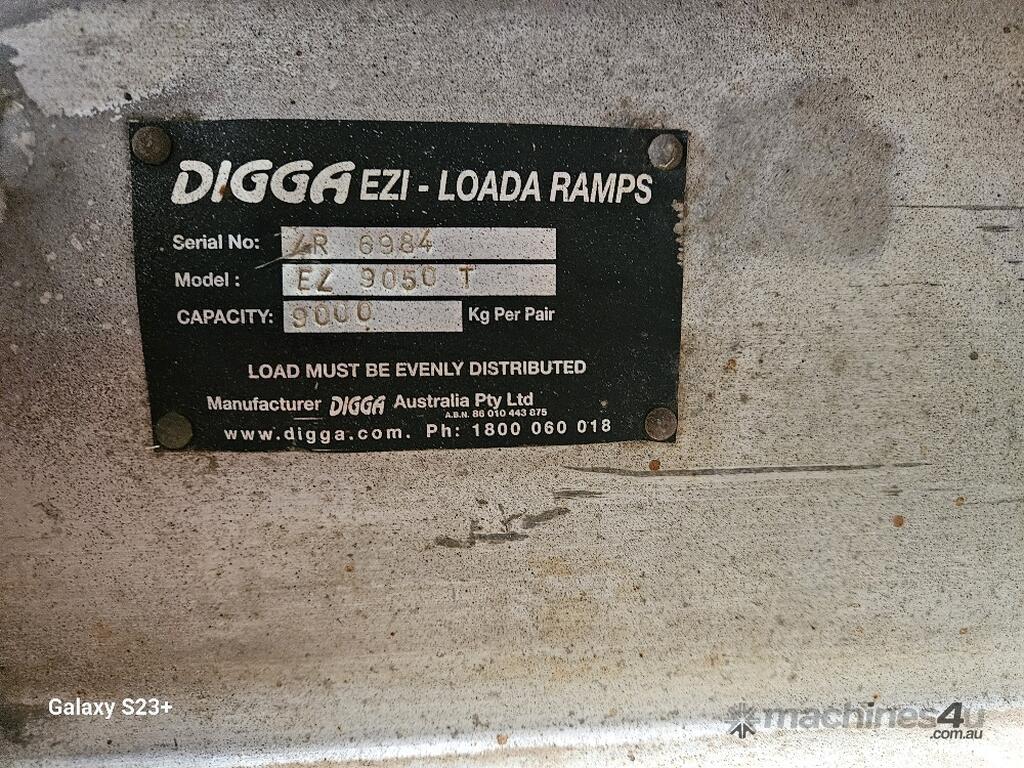 DIGGA EZI - LOADA RAMPS
Serial No: LR 6984
Model : EZ 9050 T
CAPACITY: 9000 Kg Per Pair
LOAD MUST BE EVENLY DISTRIBUTED
Manufacturer DIGGA Australia Pty Ltd
A.B.N. 86 010 443 875
www.digga.com. Ph: 1800 060 018
Galaxy S23+
machines4u
.com.au